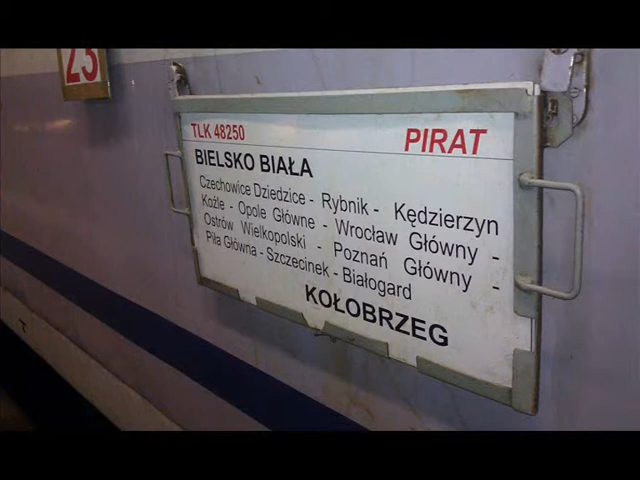 23
TLK 48250 PIRAT
BIELSKO BIAŁA
Czechowice Dziedzice - Rybnik - Kędzierzyn
Koźle - Opole Główne - Wrocław Główny -
Ostrów Wielkopolski - Poznań Główny -
Piła Główna - Szczecinek - Białogard
KOŁOBRZEG